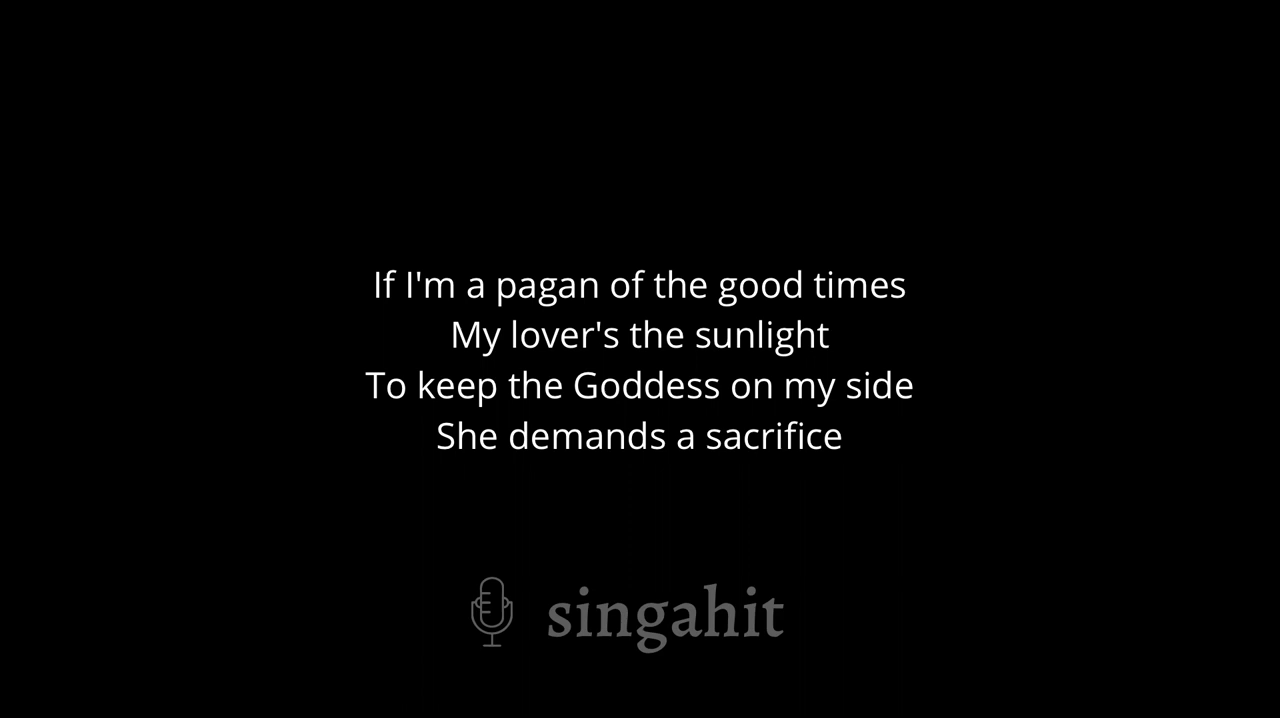 If I'm a pagan of the good times
My lover's the sunlight
To keep the Goddess on my side
She demands a sacrifice
singahit